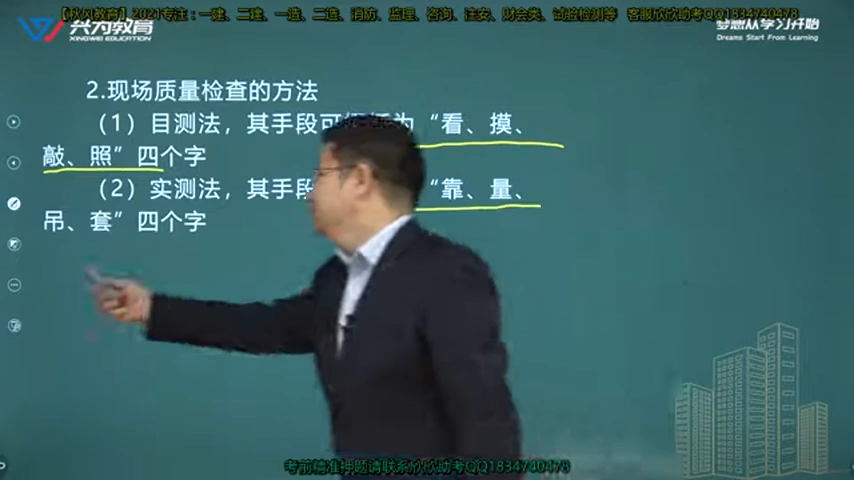 【秋风教育】2021专注：一建、二建、一造、二造、消防、监理、咨询、注安、财会类、试验检测等 客服欣欣助考QQ1834740478
兴为教育
XINGWEI EDUCATION
梦想从学习开始
Dreams Start From Learning
2.现场质量检查的方法
（1）目测法，其手段可 为“看、摸、
敲、照”四个字
（2）实测法，其手段 “靠、量、
吊、套”四个字
考前精准押题请联系欣欣助考QQ1834740478